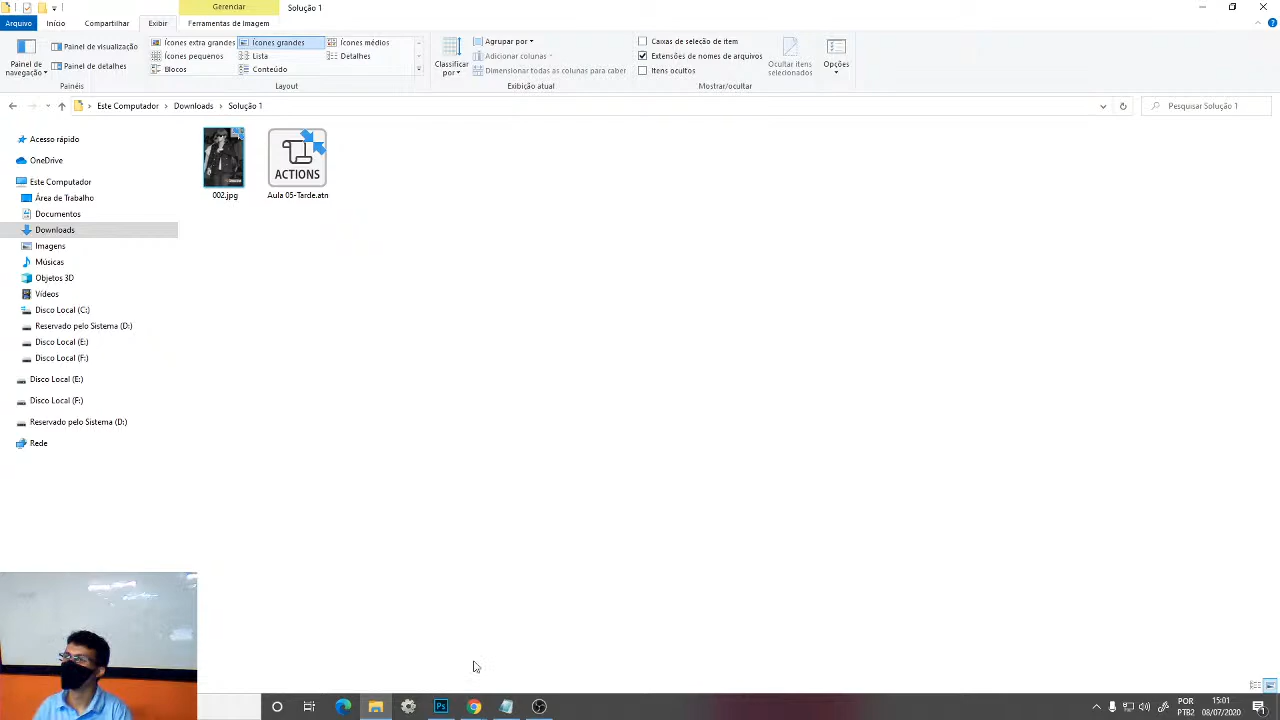 Gerenciar
Solução 1
Arquivo
Início
Compartilhar
Exibir
Ferramentas de Imagem
Painel de navegação
Painel de visualização
Painel de detalhes
Painéis
Ícones extra grandes
Ícones grandes
Ícones médios
Ícones pequenos
Lista
Detalhes
Blocos
Conteúdo
Layout
Classificar por
Agrupar por
Adicionar colunas
Dimensionar todas as colunas para caber
Exibição atual
Caixas de seleção de item
Extensões de nomes de arquivos
Itens ocultos
Ocultar itens selecionados
Mostrar/ocultar
Opções
Este Computador > Downloads > Solução 1
Pesquisar Solução 1
Acesso rápido
OneDrive
Este Computador
Área de Trabalho
Documentos
Downloads
Imagens
Músicas
Objetos 3D
Vídeos
Disco Local (C:)
Reservado pelo Sistema (D:)
Disco Local (E:)
Disco Local (F:)
Disco Local (E:)
Disco Local (F:)
Reservado pelo Sistema (D:)
Rede
ACTIONS
002.jpg
Aula 05-Tarde.atn
Ps
POR
PTB2
15:01
08/07/2020